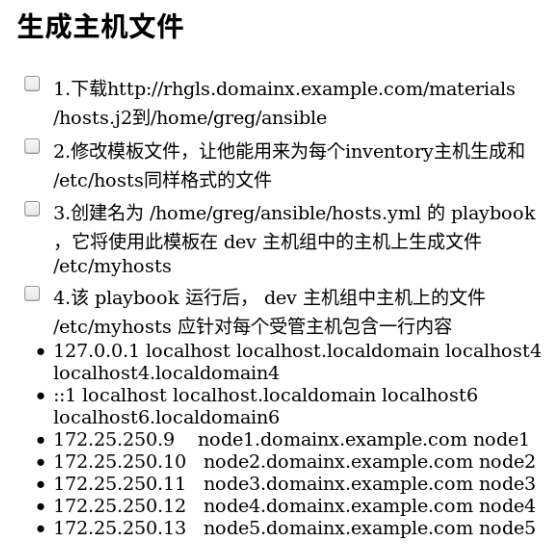 生成主机文件
1.下载http://rhgls.domainx.example.com/materials
/hosts.j2到/home/greg/ansible
2.修改模板文件，让他能用来为每个inventory主机生成和
/etc/hosts同样格式的文件
3.创建名为 /home/greg/ansible/hosts.yml 的 playbook
，它将使用此模板在 dev 主机组中的主机上生成文件
/etc/myhosts
4.该 playbook 运行后， dev 主机组中主机上的文件
/etc/myhosts 应针对每个受管主机包含一行内容
• 127.0.0.1 localhost localhost.localdomain localhost4
localhost4.localdomain4
• ::1 localhost localhost.localdomain localhost6
localhost6.localdomain6
• 172.25.250.9 node1.domainx.example.com node1
• 172.25.250.10 node2.domainx.example.com node2
• 172.25.250.11 node3.domainx.example.com node3
• 172.25.250.12 node4.domainx.example.com node4
• 172.25.250.13 node5.domainx.example.com node5